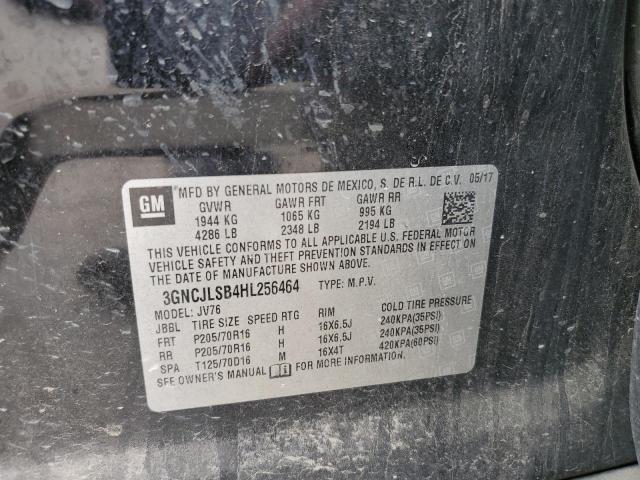 GM
MFD BY GENERAL MOTORS DE MEXICO, S. DE R.L. DE C.V. 05/17
GVWR GAWR FRT GAWR RR
1944 KG 1065 KG 995 KG
4286 LB 2348 LB 2194 LB
THIS VEHICLE CONFORMS TO ALL APPLICABLE U.S. FEDERAL MOTOR
VEHICLE SAFETY AND THEFT PREVENTION STANDARDS IN EFFECT ON
THE DATE OF MANUFACTURE SHOWN ABOVE.
3GNCJLSB4HL256464 TYPE: M.P.V.
MODEL: JV76
JBBL TIRE SIZE SPEED RTG RIM COLD TIRE PRESSURE
FRT P205/70R16 H 16X6.5J 240KPA(35PSI)
RR P205/70R16 H 16X6.5J 240KPA(35PSI)
SPA T125/70D16 M 16X4T 420KPA(60PSI)
SEE OWNER'S MANUAL FOR MORE INFORMATION.